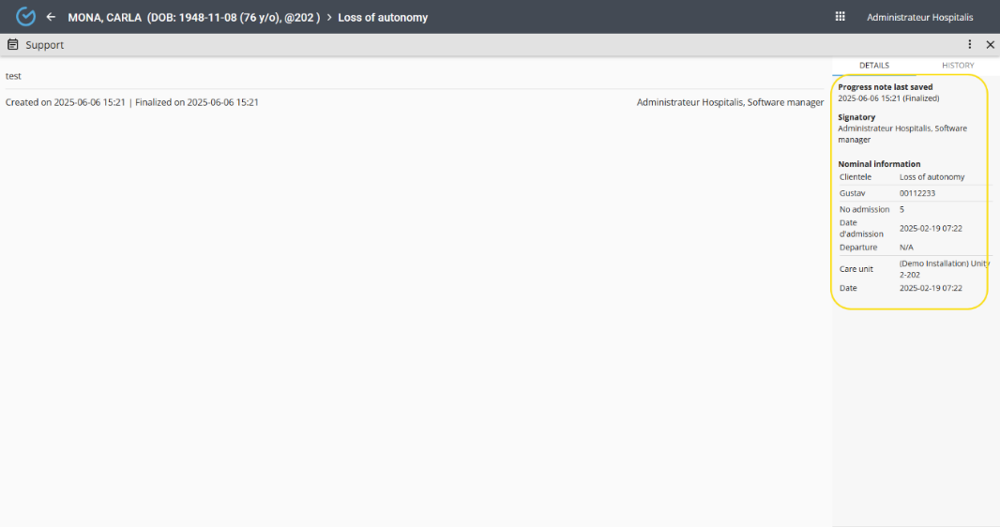 MONA, CARLA (DOB: 1948-11-08 (76 y/o), @202 ) > Loss of autonomy
Administrateur Hospitalis
Support
test
Created on 2025-06-06 15:21 | Finalized on 2025-06-06 15:21
Administrateur Hospitalis, Software manager
DETAILS
HISTORY
Progress note last saved
2025-06-06 15:21 (Finalized)
Signatory
Administrateur Hospitalis, Software
manager
Nominal information
Clientele Loss of autonomy
Gustav 00112233
No admission 5
Date
d'admission 2025-02-19 07:22
Departure N/A
Care unit (Demo Installation) Unity
2-202
Date 2025-02-19 07:22